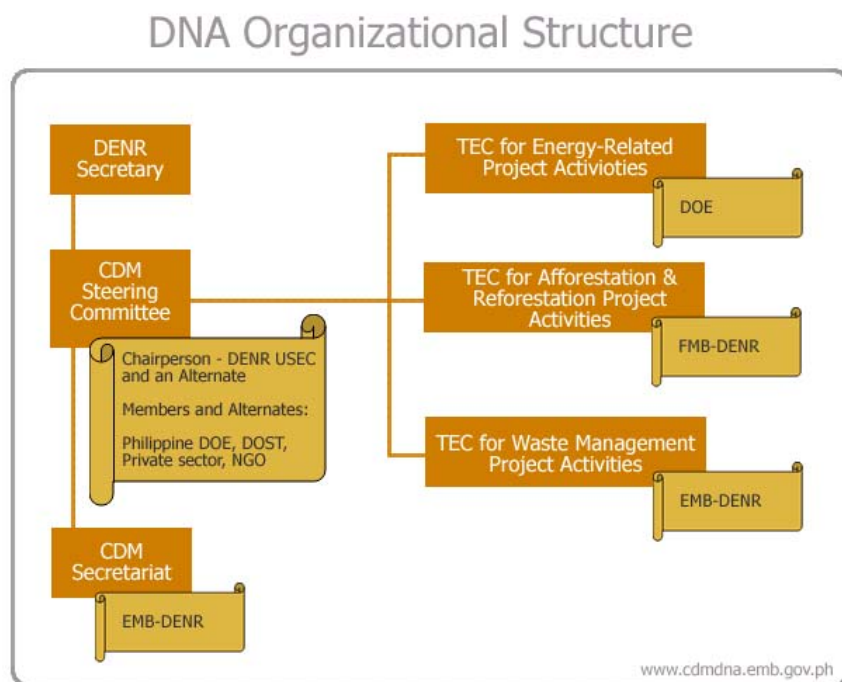 DNA Organizational Structure
DENR
Secretary
CDM
Steering
Committee
Chairperson - DENR USEC
and an Alternate
Members and Alternates:
Philippine DOE, DOST,
Private sector, NGO
CDM
Secretariat
EMB-DENR
TEC for Energy-Related
Project Activioties
DOE
TEC for Afforestation &
Reforestation Project
Activities
FMB-DENR
TEC for Waste Management
Project Activities
EMB-DENR
www.cdmdna.emb.gov.ph